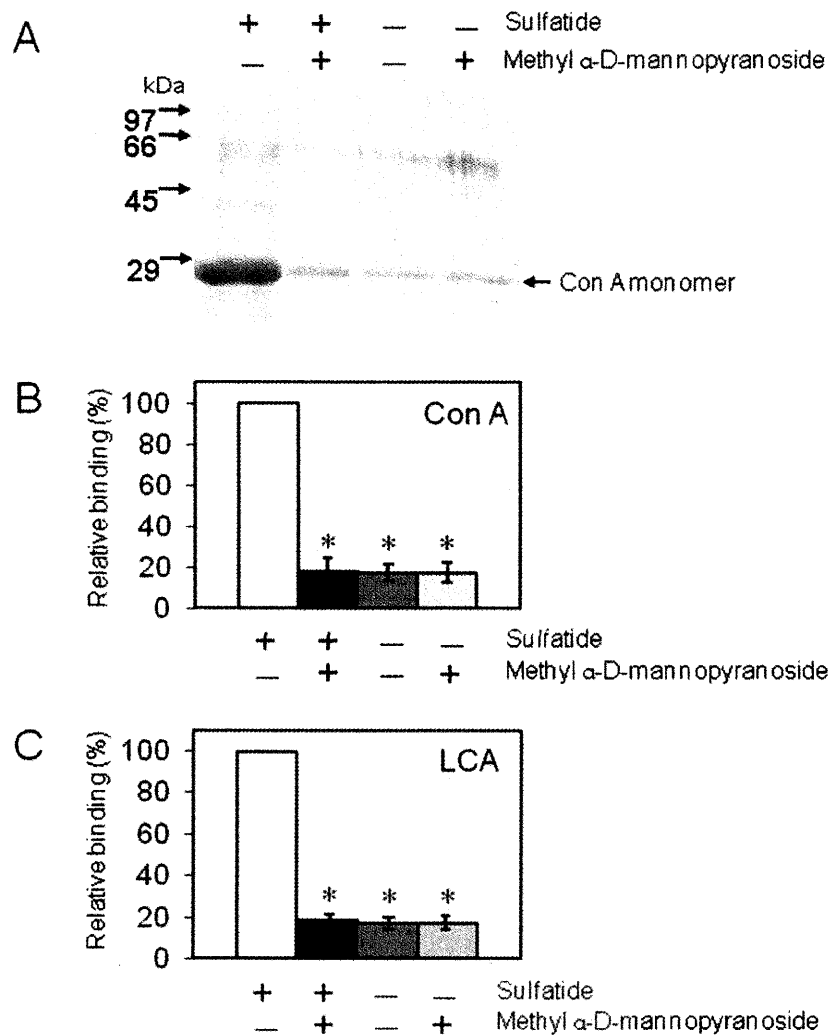 A
+ + − − Sulfatide
− + − + Methyl α-D-mannopyranoside
kDa
97
66
45
29
Con A monomer
B
Relative binding (%)
100
80
60
40
20
0
Con A
* * *
+ + − − Sulfatide
− + − + Methyl α-D-mannopyranoside
C
Relative binding (%)
100
80
60
40
20
0
LCA
* * *
+ + − − Sulfatide
− + − + Methyl α-D-mannopyranoside